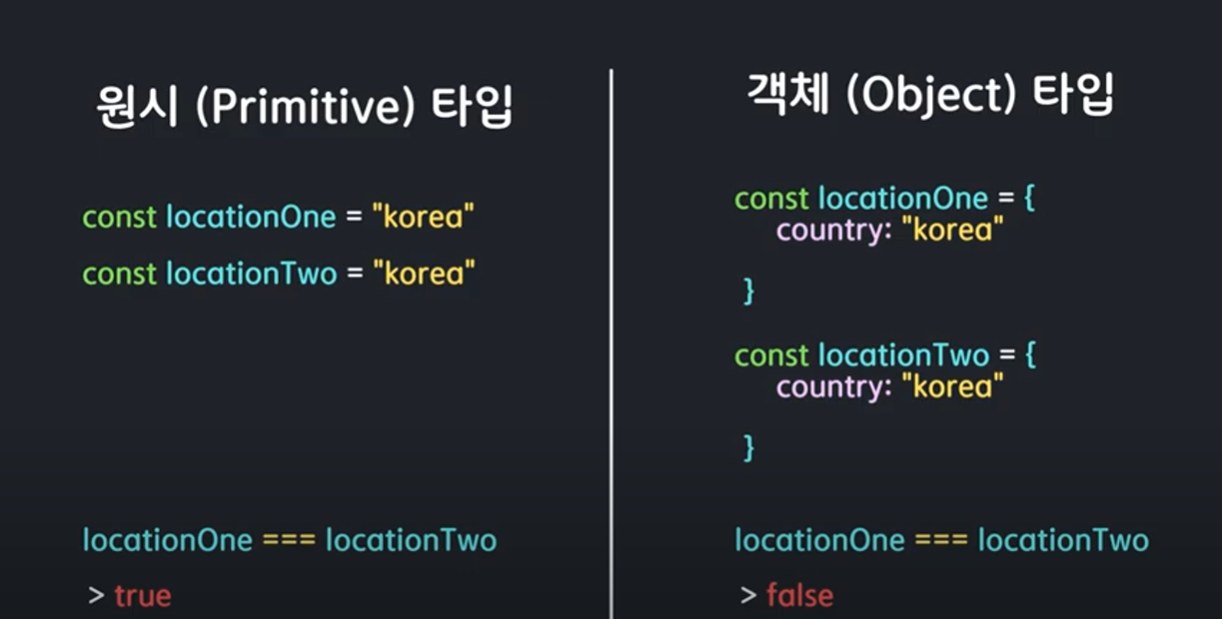 원시 (Primitive) 타입
const locationOne = "korea"
const locationTwo = "korea"
locationOne === locationTwo
> true
객체 (Object) 타입
const locationOne = {
country: "korea"
}
const locationTwo = {
country: "korea"
}
locationOne === locationTwo
> false